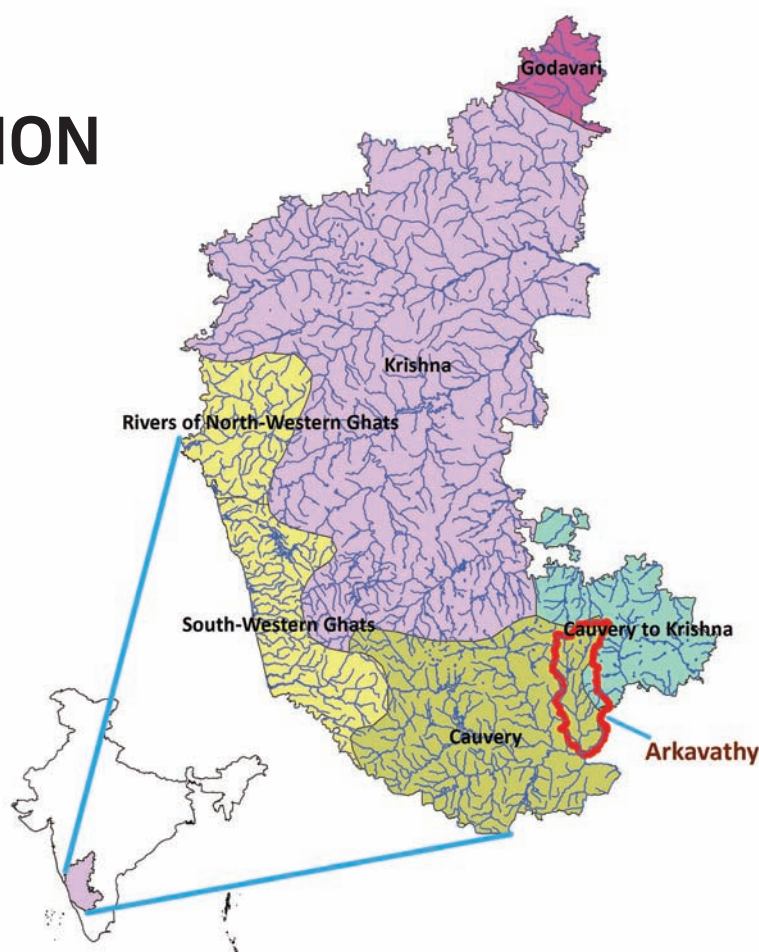 Godavari
ION
Krishna
Rivers of North-Western Ghats
South-Western Ghats
Cauvery to Krishna
Cauvery
Arkavathy